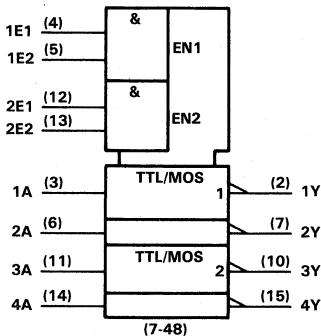 &
1E1 (4)
EN1
1E2 (5)
&
2E1 (12)
EN2
2E2 (13)
TTL/MOS
1A (3) 1 (2) 1Y
2A (6) (7) 2Y
TTL/MOS
3A (11) 2 (10) 3Y
4A (14) (15) 4Y
(7-48)